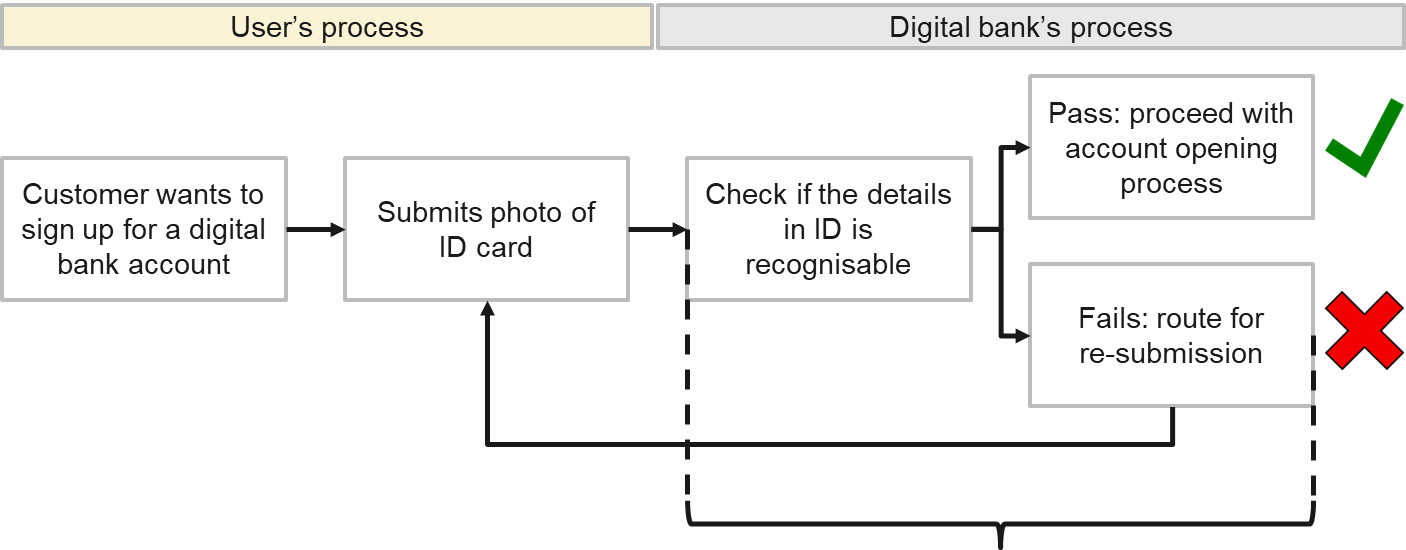 User’s process
Digital bank’s process
Customer wants to
sign up for a digital
bank account
Submits photo of
ID card
Check if the details
in ID is
recognisable
Pass: proceed with
account opening
process
Fails: route for
re-submission